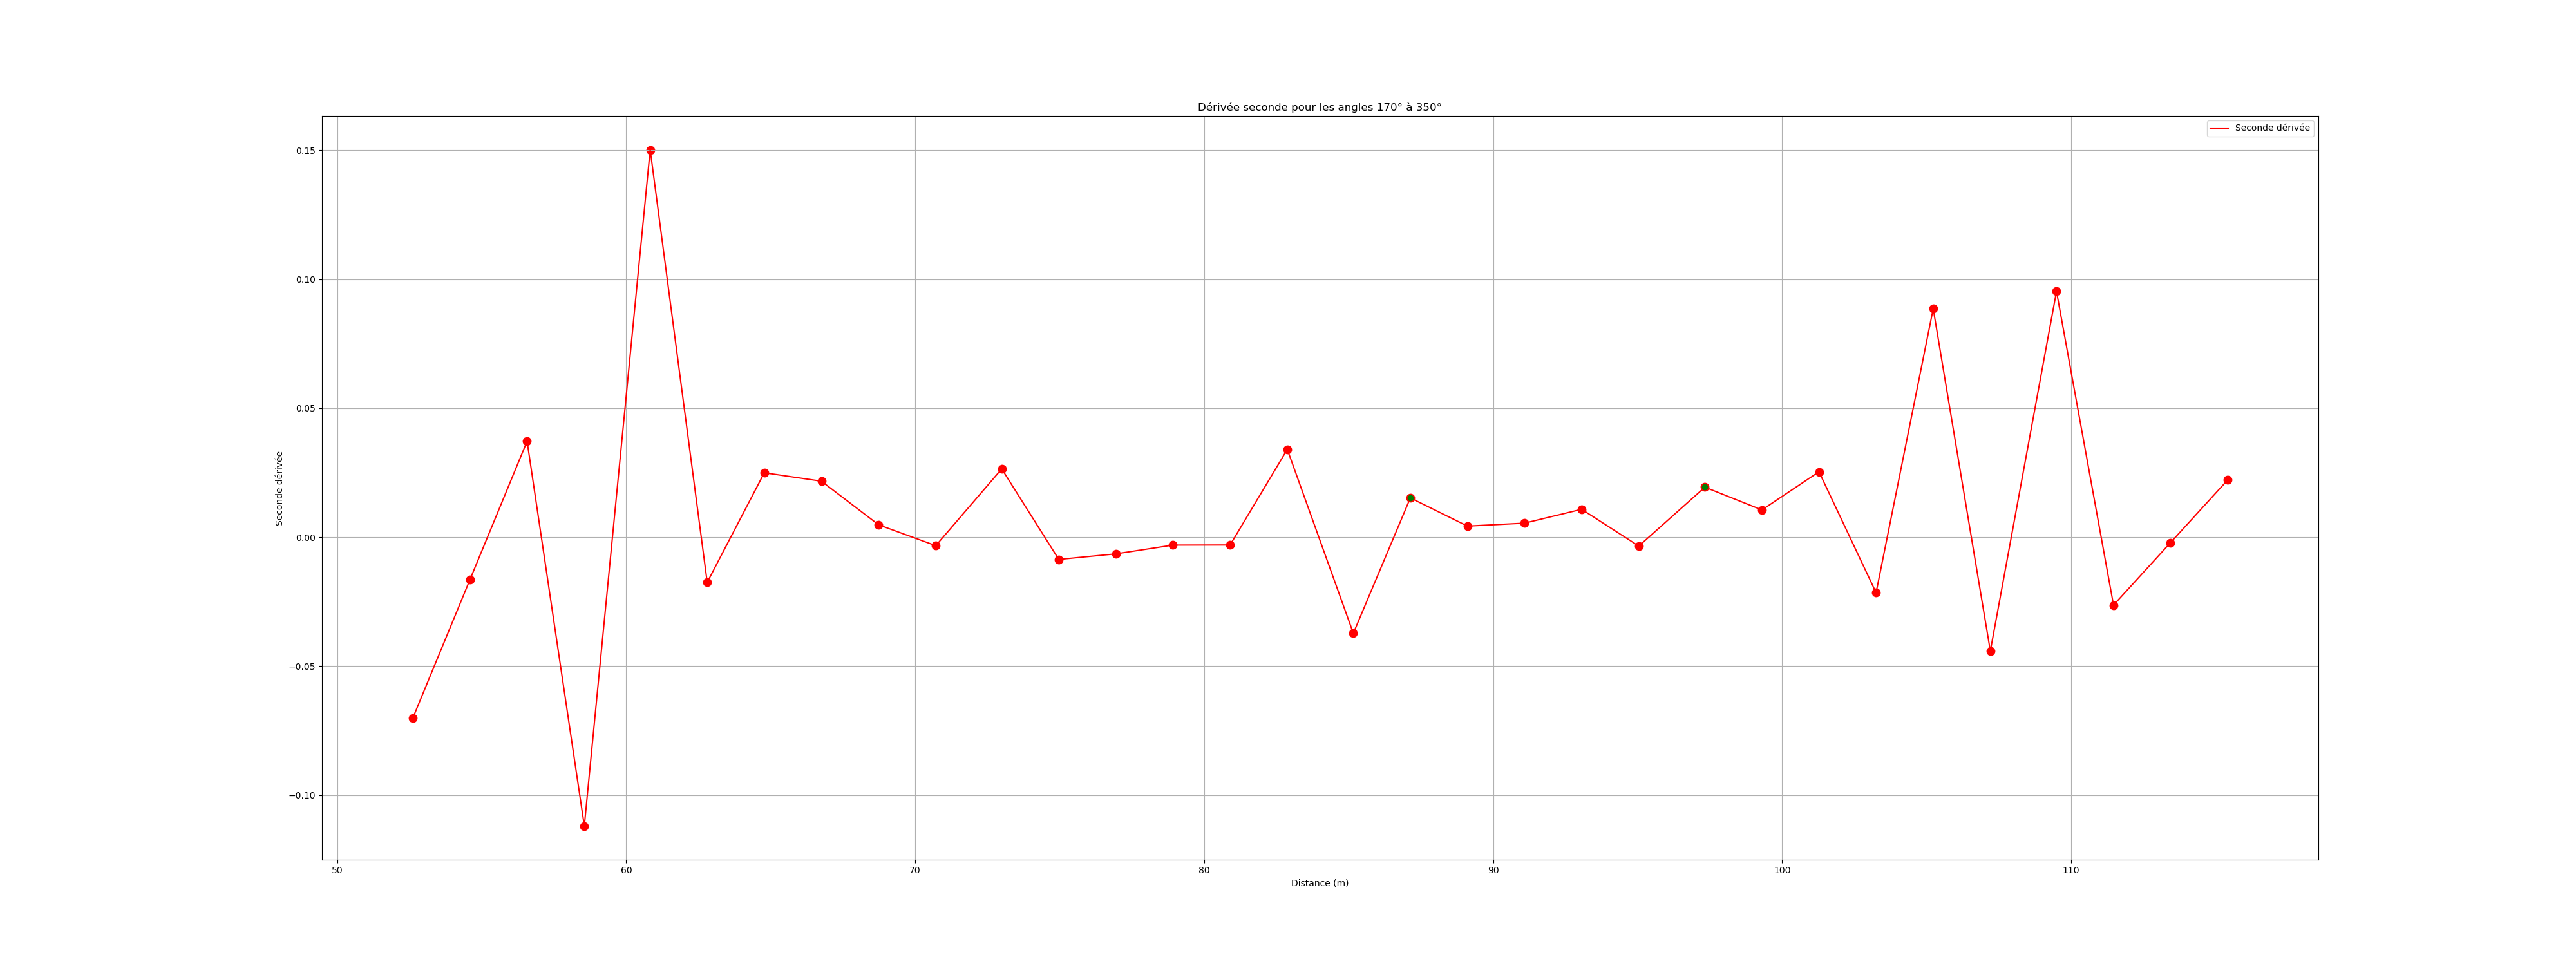 Dérivée seconde pour les angles 170° à 350°
Seconde dérivée
0.15
0.10
0.05
0.00
−0.05
−0.10
Seconde dérivée
50 60 70 80 90 100 110
Distance (m)